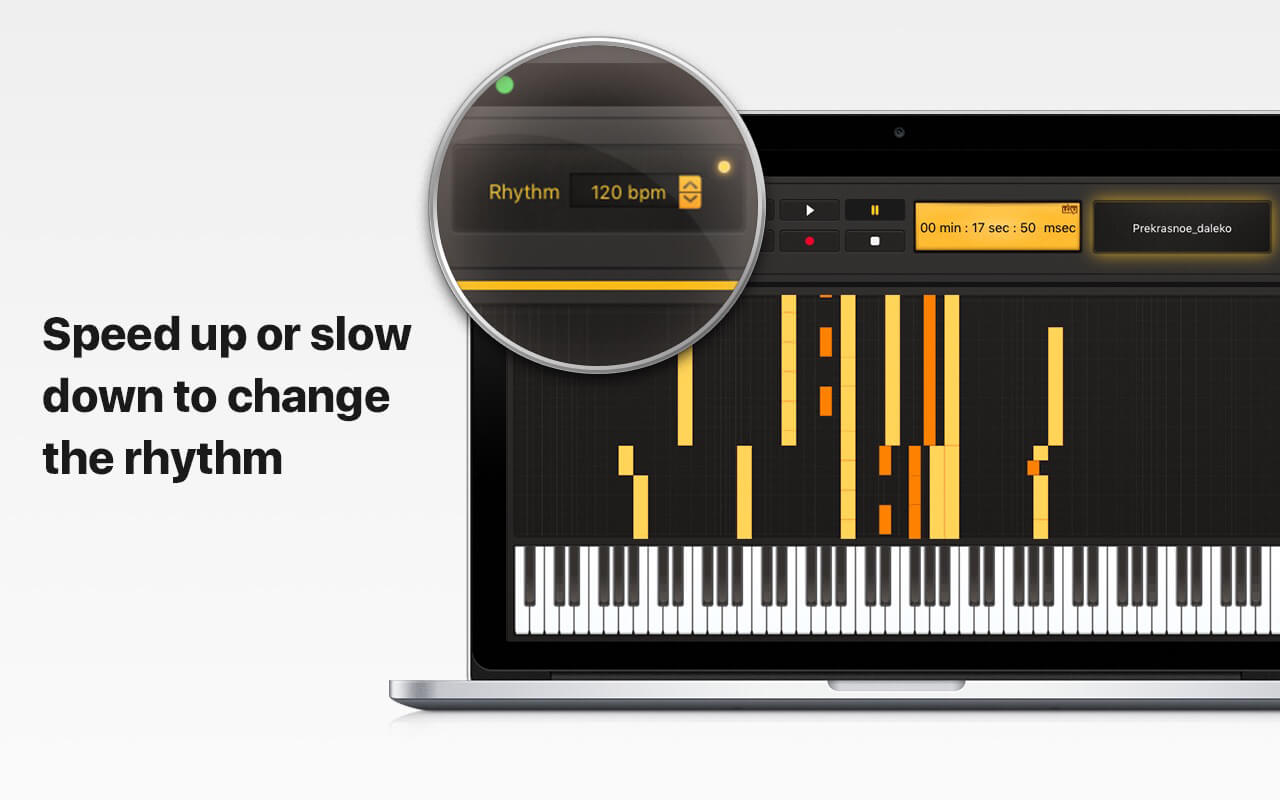 Rhythm 120 bpm
00 min : 17 sec : 50 msec
Prekrasnoe_daleko
Speed up or slow
down to change
the rhythm